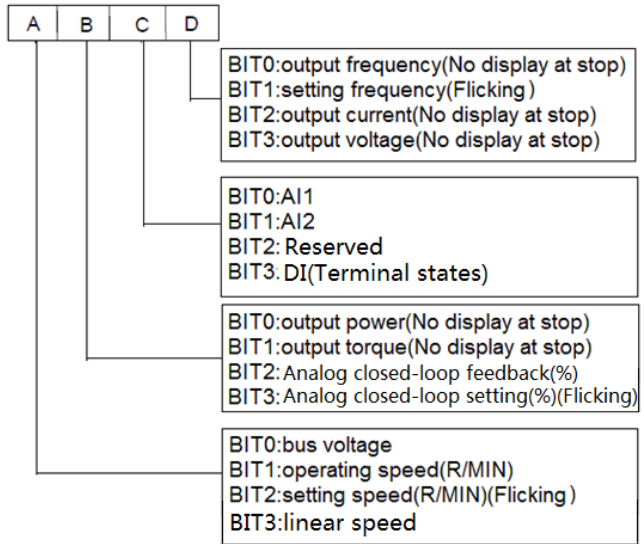 A B C D
BIT0:output frequency(No display at stop)
BIT1:setting frequency(Flicking)
BIT2:output current(No display at stop)
BIT3:output voltage(No display at stop)
BIT0:AI1
BIT1:AI2
BIT2: Reserved
BIT3: DI(Terminal states)
BIT0:output power(No display at stop)
BIT1:output torque(No display at stop)
BIT2: Analog closed-loop feedback(%)
BIT3: Analog closed-loop setting(%)(Flicking)
BIT0:bus voltage
BIT1:operating speed(R/MIN)
BIT2:setting speed(R/MIN)(Flicking)
BIT3:linear speed